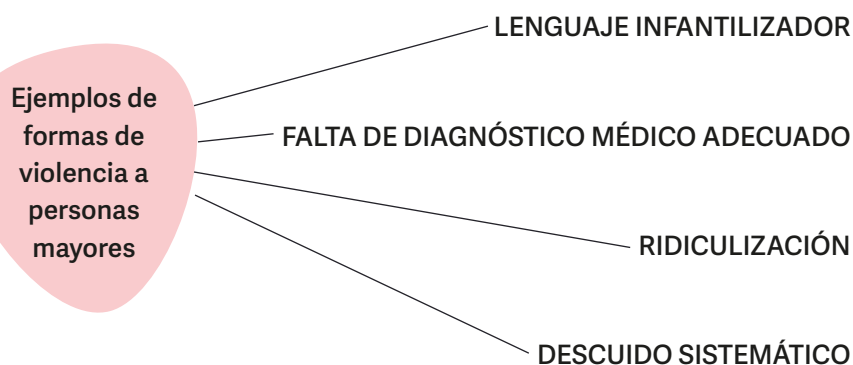 Ejemplos de
formas de
violencia a
personas
mayores
LENGUAJE INFANTILIZADOR
FALTA DE DIAGNÓSTICO MÉDICO ADECUADO
RIDICULIZACIÓN
DESCUIDO SISTEMÁTICO